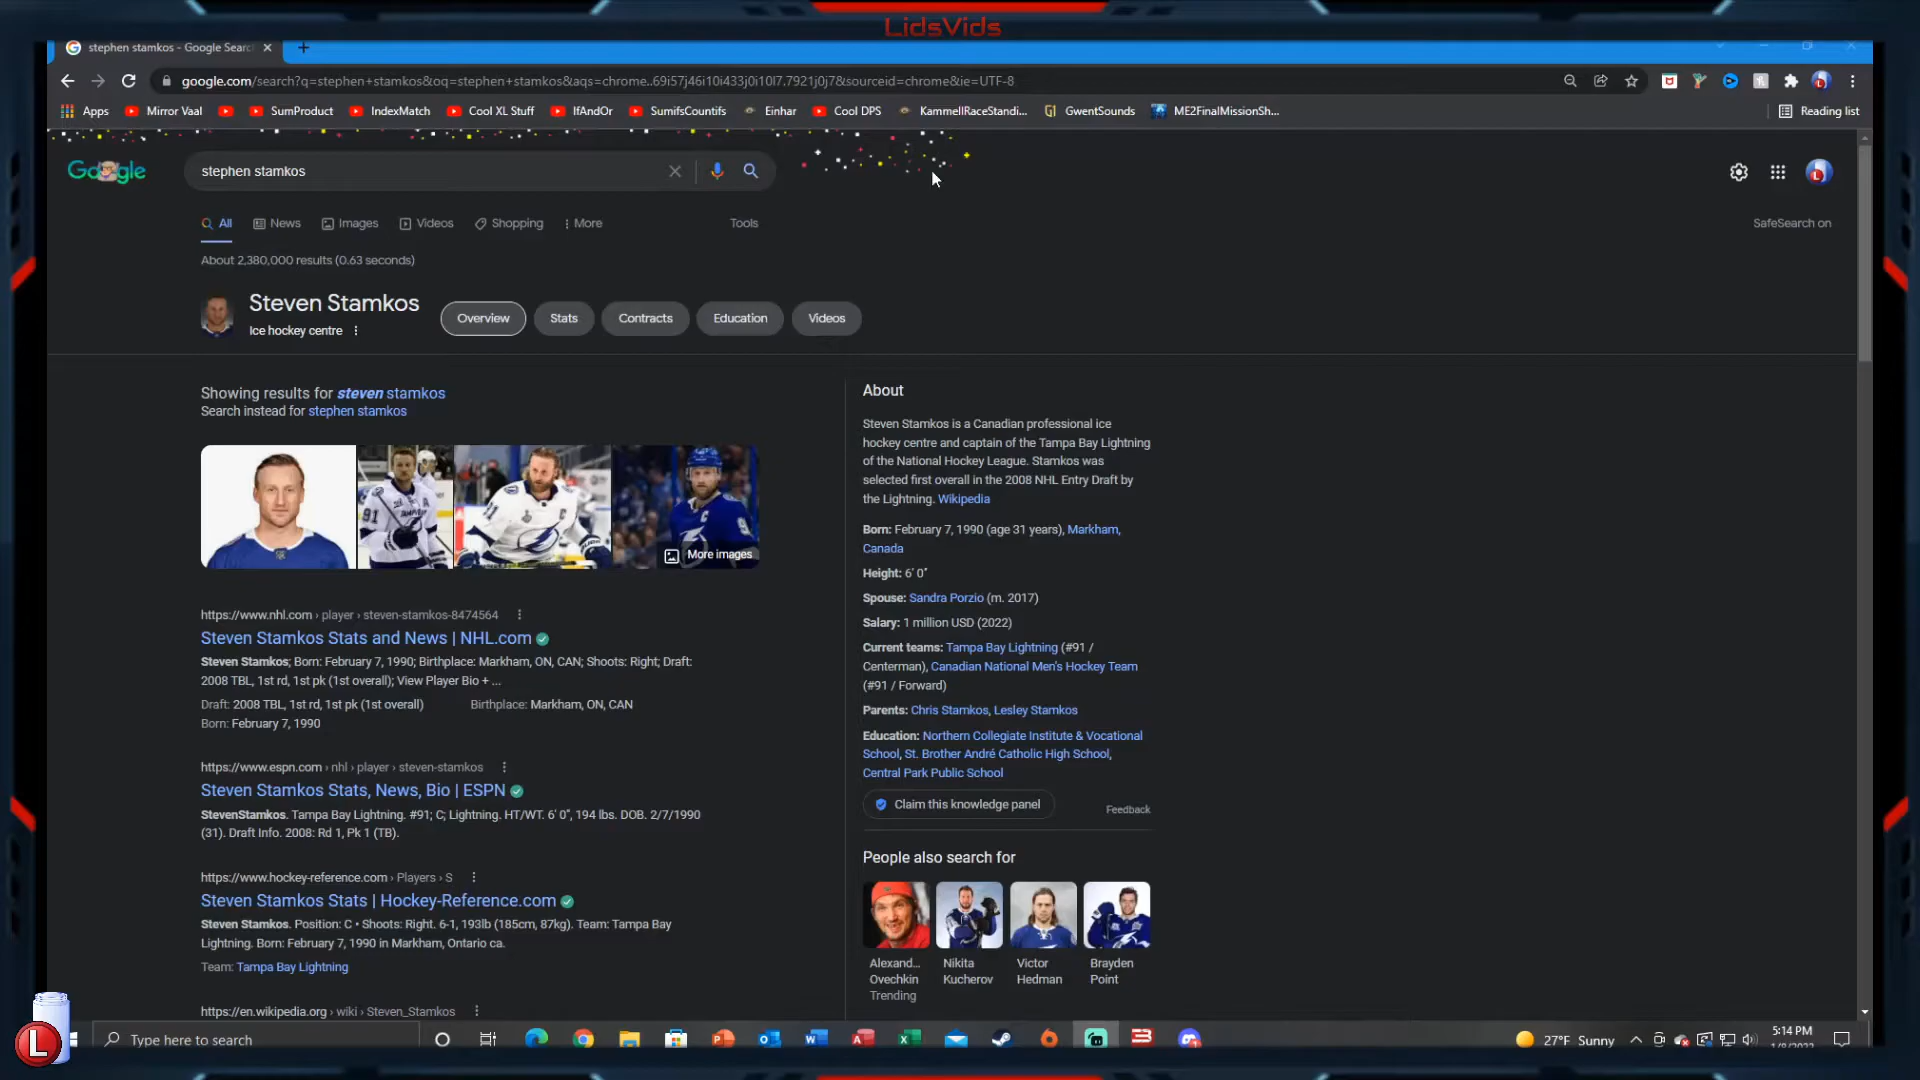 LidsVids
stephen stamkos - Google Searc
google.com/search?q=stephen+stamkos&oq=stephen+stamkos&aqs=chrome..69i57j46i10i433j0i10l7.7921j0j7&sourceid=chrome&ie=UTF-8
Apps Mirror Vaal SumProduct IndexMatch Cool XL Stuff IfAndOr SumifsCountifs Einhar Cool DPS KammellRaceStandi... GwentSounds ME2FinalMissionSh... Reading list
Google stephen stamkos
All News Images Videos Shopping More Tools SafeSearch on
About 2,380,000 results (0.63 seconds)
Steven Stamkos
Ice hockey centre
Overview Stats Contracts Education Videos
Showing results for steven stamkos
Search instead for stephen stamkos
More images
https://www.nhl.com › player › steven-stamkos-8474564
Steven Stamkos Stats and News | NHL.com
Steven Stamkos; Born: February 7, 1990; Birthplace: Markham, ON, CAN; Shoots: Right; Draft:
2008 TBL, 1st rd, 1st pk (1st overall); View Player Bio + ...
Draft: 2008 TBL, 1st rd, 1st pk (1st overall) Birthplace: Markham, ON, CAN
Born: February 7, 1990
https://www.espn.com › nhl › player › steven-stamkos
Steven Stamkos Stats, News, Bio | ESPN
StevenStamkos. Tampa Bay Lightning. #91; C; Lightning. HT/WT. 6' 0", 194 lbs. DOB. 2/7/1990
(31). Draft Info. 2008: Rd 1, Pk 1 (TB).
https://www.hockey-reference.com › Players › S
Steven Stamkos Stats | Hockey-Reference.com
Steven Stamkos. Position: C • Shoots: Right. 6-1, 193lb (185cm, 87kg). Team: Tampa Bay
Lightning. Born: February 7, 1990 in Markham, Ontario ca.
Team: Tampa Bay Lightning
https://en.wikipedia.org › wiki › Steven_Stamkos
About
Steven Stamkos is a Canadian professional ice
hockey centre and captain of the Tampa Bay Lightning
of the National Hockey League. Stamkos was
selected first overall in the 2008 NHL Entry Draft by
the Lightning. Wikipedia
Born: February 7, 1990 (age 31 years), Markham,
Canada
Height: 6' 0"
Spouse: Sandra Porzio (m. 2017)
Salary: 1 million USD (2022)
Current teams: Tampa Bay Lightning (#91 /
Centerman), Canadian National Men's Hockey Team
(#91 / Forward)
Parents: Chris Stamkos, Lesley Stamkos
Education: Northern Collegiate Institute & Vocational
School, St. Brother André Catholic High School,
Central Park Public School
Claim this knowledge panel
Feedback
People also search for
Alexand... Nikita Victor Brayden
Ovechkin Kucherov Hedman Point
Trending
L Type here to search 27°F Sunny 5:14 PM